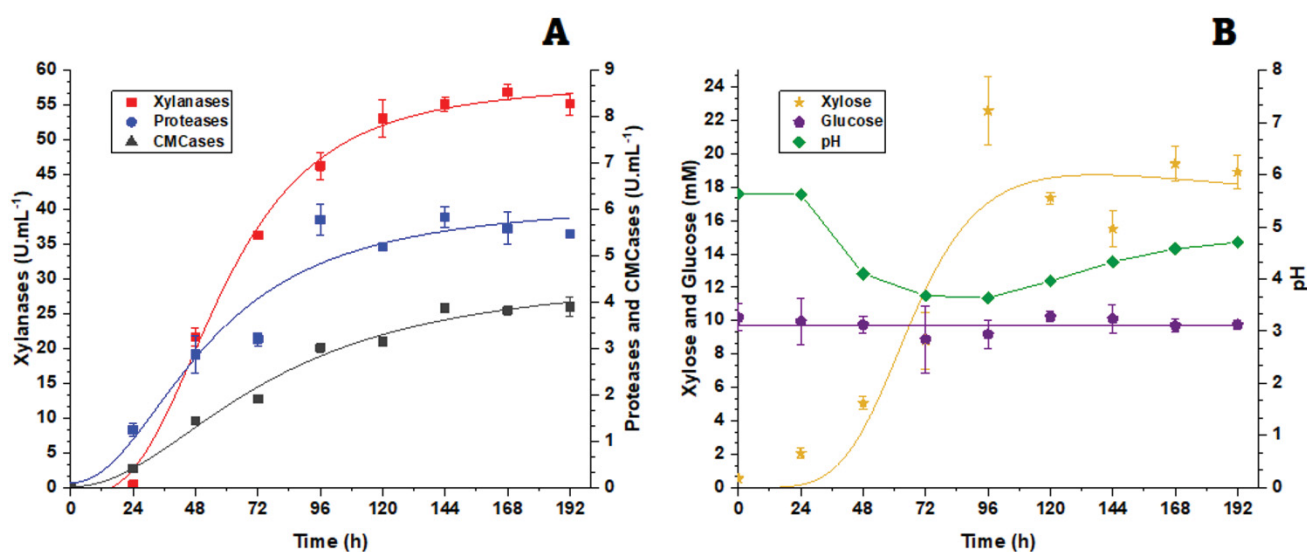 A
Xylanases (U.mL⁻¹)
60
55
50
45
40
35
30
25
20
15
10
5
0
Xylanases
Proteases
CMCases
9
8
7
6
5
4
3
2
1
0
Proteases and CMCases (U.mL⁻¹)
0 24 48 72 96 120 144 168 192
Time (h)
B
Xylose and Glucose (mM)
24
22
20
18
16
14
12
10
8
6
4
2
0
Xylose
Glucose
pH
8
7
6
5
4
3
2
1
0
pH
0 24 48 72 96 120 144 168 192
Time (h)